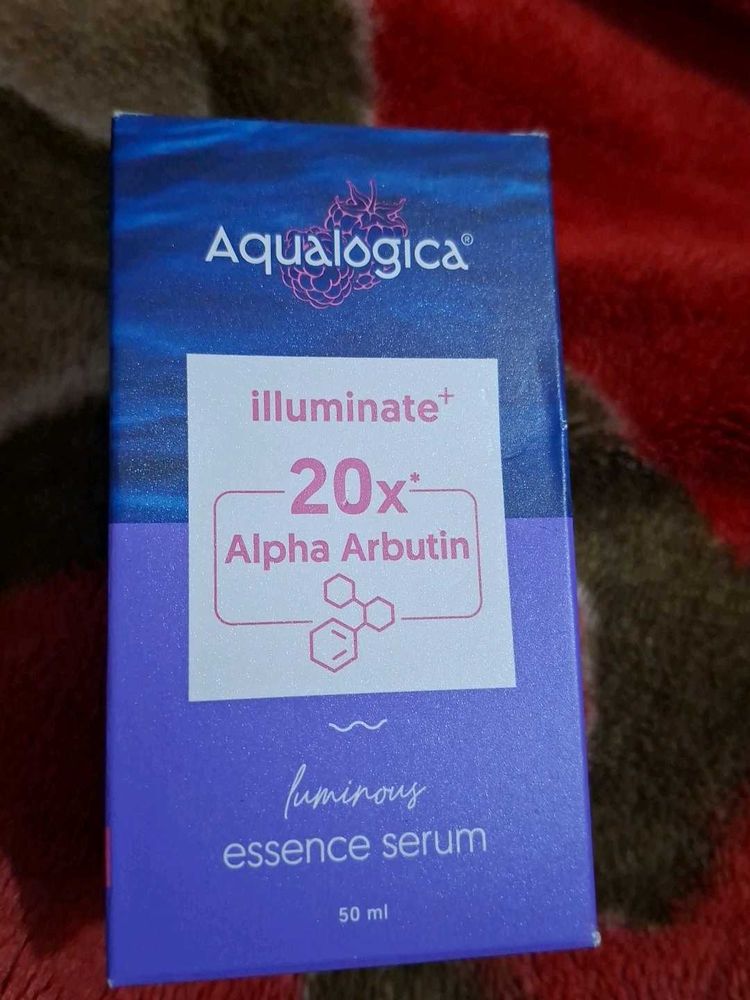 Aqualogica®
illuminate+
20x*
Alpha Arbutin
luminous
essence serum
50 ml